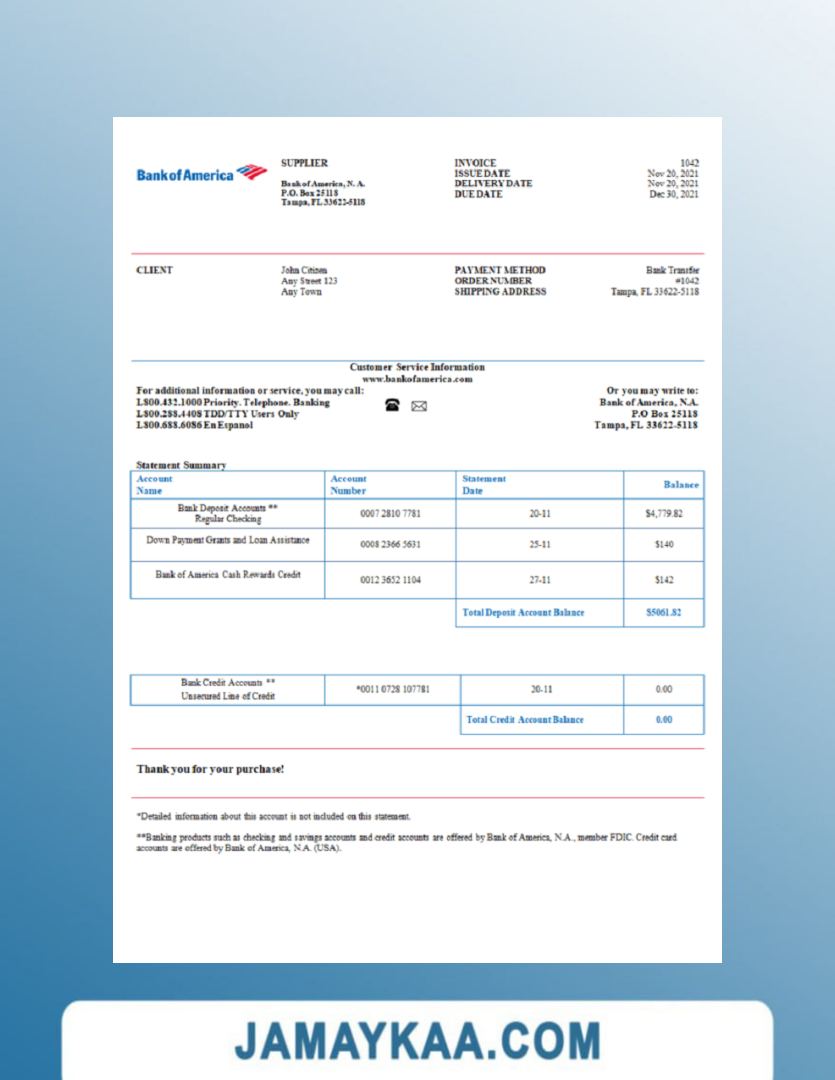 Bank of America
SUPPLIER
Bank of America, N. A.
P.O. Box 25118
Tampa, FL 33622-5118
INVOICE 1042
ISSUE DATE Nov 20, 2021
DELIVERY DATE Nov 20, 2021
DUE DATE Dec 30, 2021
CLIENT
John Citizen
Any Street 123
Any Town
PAYMENT METHOD Bank Transfer
ORDER NUMBER #1042
SHIPPING ADDRESS Tampa, FL 33622-5118
Customer Service Information
www.bankofamerica.com
For additional information or service, you may call:
L800.432.1000 Priority. Telephone. Banking
L800.288.4408 TDD/TTY Users Only
L800.688.6086 En Espanol
Or you may write to:
Bank of America, N.A.
P.O Box 25118
Tampa, FL 33622-5118
Statement Summary
Account Name Account Number Statement Date Balance
Bank Deposit Accounts **
Regular Checking 0007 2810 7781 20-11 $4,779.82
Down Payment Grants and Loan Assistance 0008 2366 5631 25-11 $140
Bank of America Cash Rewards Credit 0012 3652 1104 27-11 $142
Total Deposit Account Balance $5061.82
Bank Credit Accounts **
Unsecured Line of Credit *0011 0728 107781 20-11 0.00
Total Credit Account Balance 0.00
Thank you for your purchase!
*Detailed information about this account is not included on this statement.
**Banking products such as checking and savings accounts and credit accounts are offered by Bank of America, N.A., member FDIC. Credit card
accounts are offered by Bank of America, N.A. (USA).
JAMAYKAA.COM